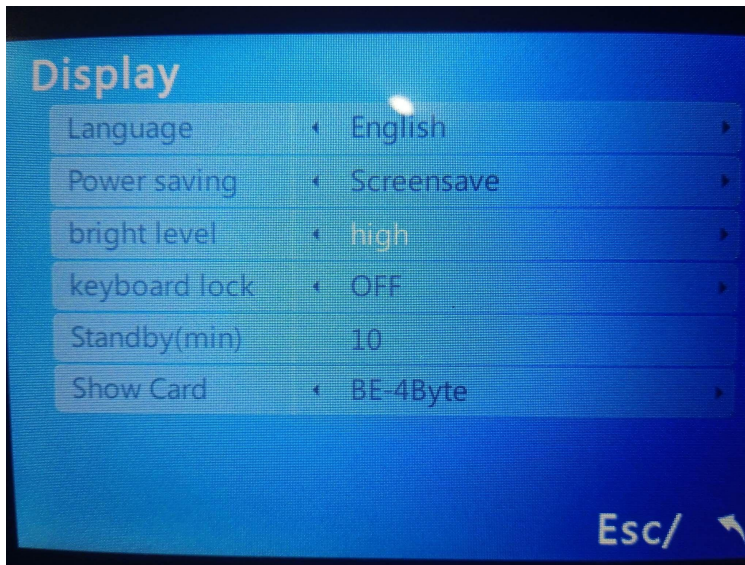 Display
Language English
Power saving Screensave
bright level high
keyboard lock OFF
Standby(min) 10
Show Card BE-4Byte
Esc/